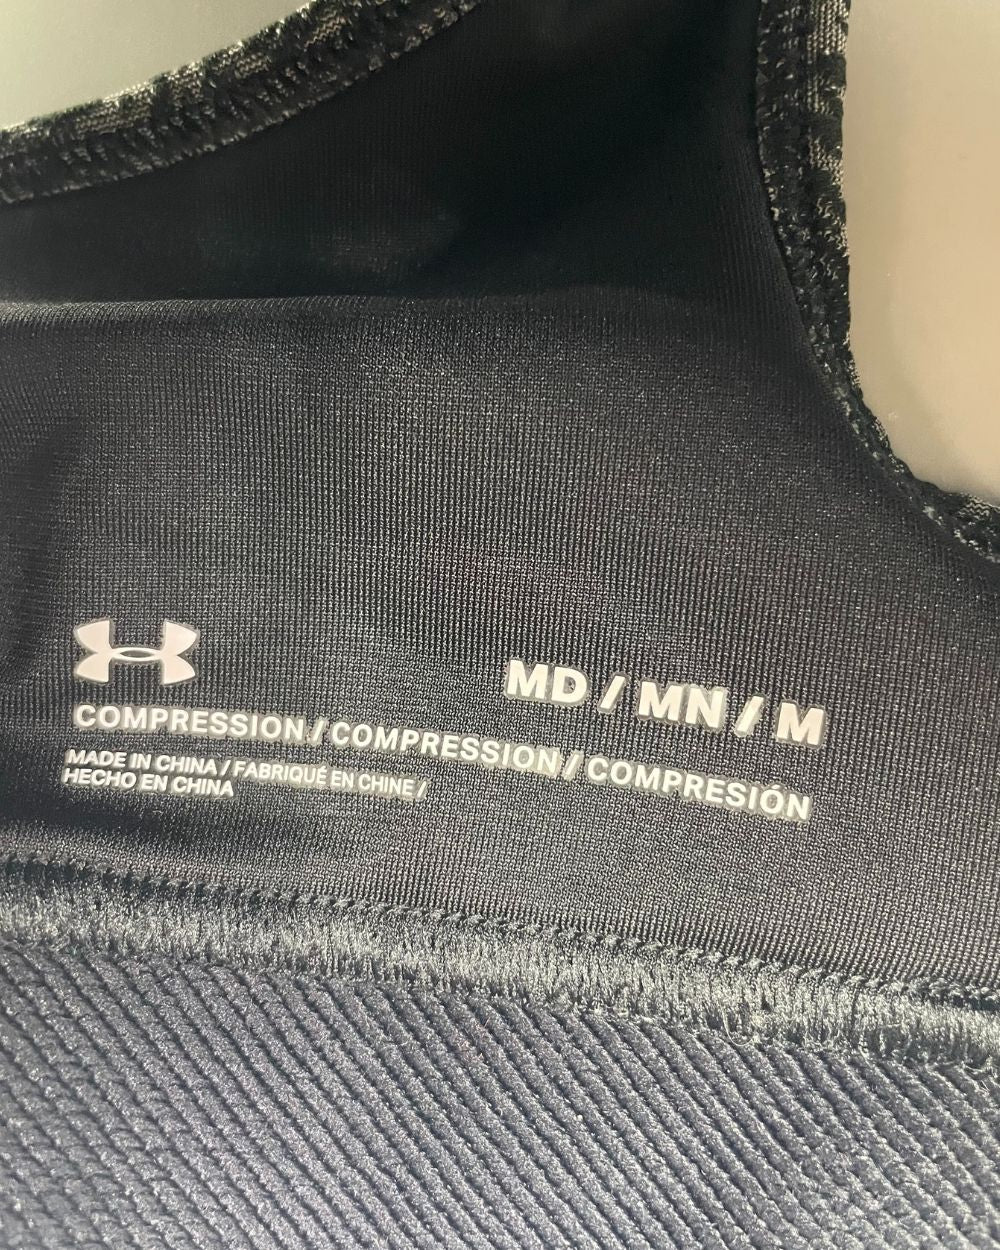 MD / MN / M
COMPRESSION / COMPRESSION / COMPRESIÓN
MADE IN CHINA / FABRIQUÉ EN CHINE /
HECHO EN CHINA